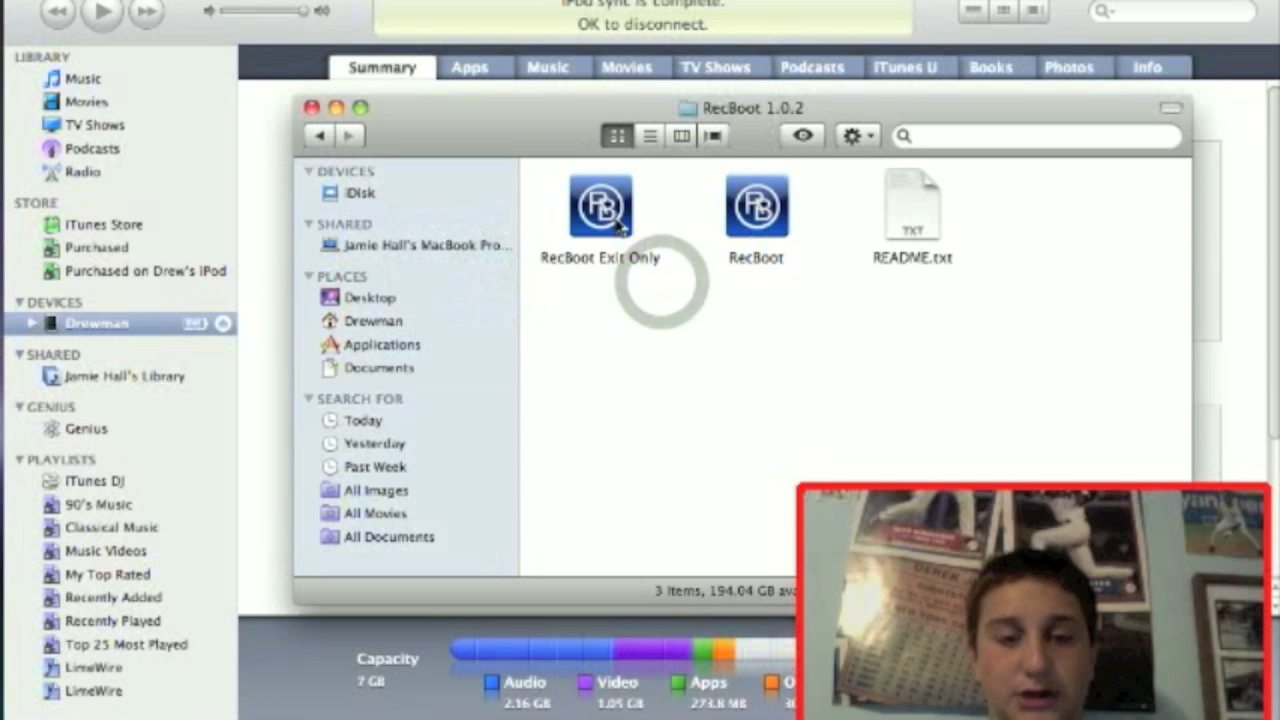 iPod sync is complete.
OK to disconnect.
LIBRARY
Music
Movies
TV Shows
Podcasts
Radio
STORE
iTunes Store
Purchased
Purchased on Drew's iPod
DEVICES
Drewman
SHARED
Jamie Hall's Library
GENIUS
Genius
PLAYLISTS
iTunes DJ
90's Music
Classical Music
Music Videos
My Top Rated
Recently Added
Recently Played
Top 25 Most Played
LimeWire
LimeWire
Summary Apps Music Movies TV Shows Podcasts iTunes U Books Photos Info
RecBoot 1.0.2
DEVICES
iDisk
SHARED
Jamie Hall's MacBook Pro...
PLACES
Desktop
Drewman
Applications
Documents
SEARCH FOR
Today
Yesterday
Past Week
All Images
All Movies
All Documents
RB RB TXT
RecBoot Exit Only RecBoot README.txt
3 items, 194.04 GB
Capacity
7 GB
Audio Video Apps
2.16 GB 1.05 GB 273.8 MB
DEREK